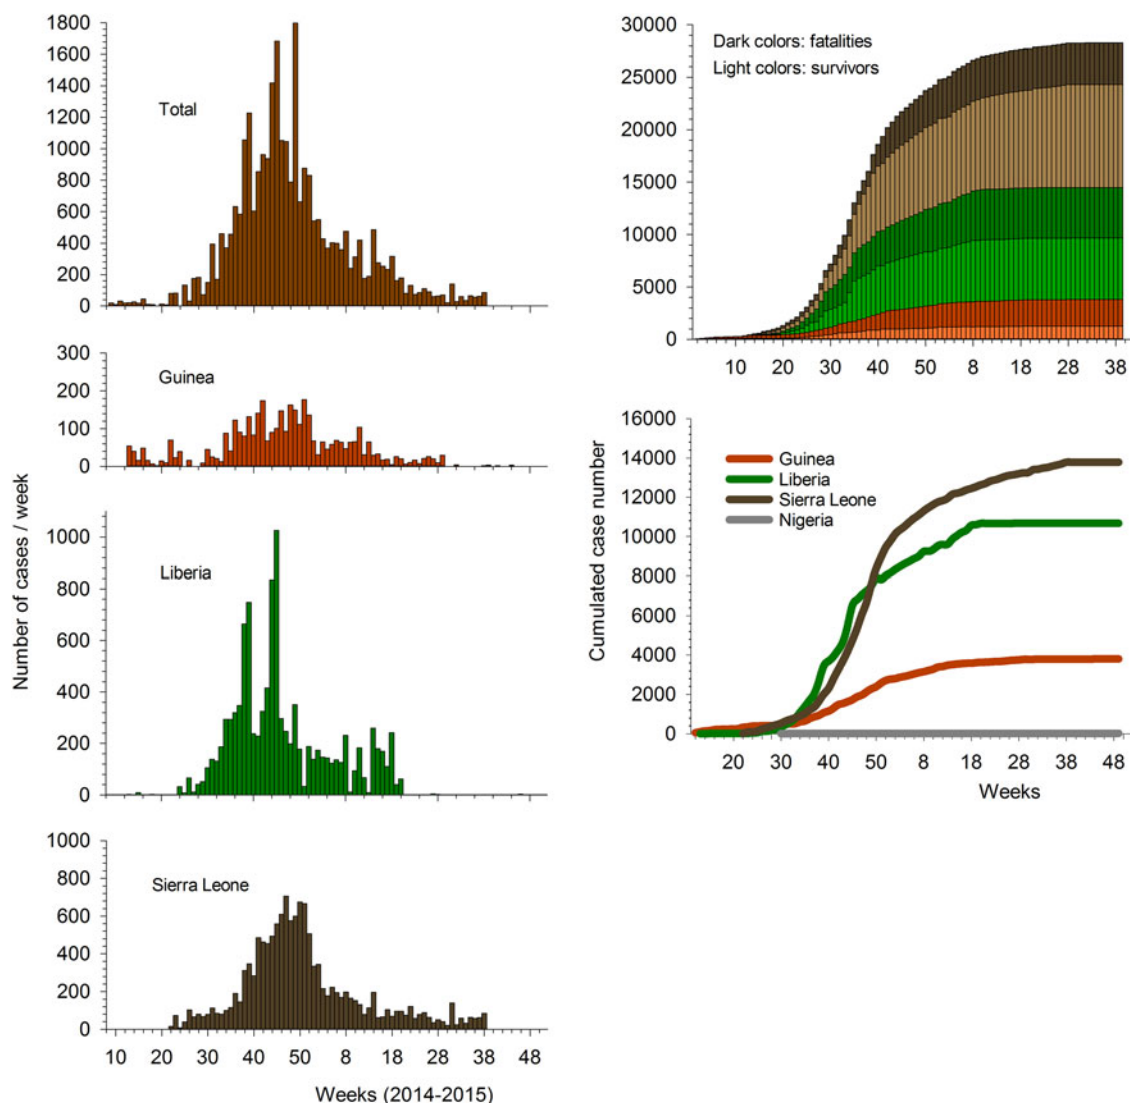 1800
1600
1400
1200
1000
800
600
400
200
0
Total
300
200
100
0
Guinea
1000
800
600
400
200
0
Liberia
1000
800
600
400
200
0
Sierra Leone
10 20 30 40 50 8 18 28 38 48
Weeks (2014-2015)
Number of cases / week
30000
25000
20000
15000
10000
5000
0
Dark colors: fatalities
Light colors: survivors
10 20 30 40 50 8 18 28 38
16000
14000
12000
10000
8000
6000
4000
2000
0
Guinea
Liberia
Sierra Leone
Nigeria
20 30 40 50 8 18 28 38 48
Weeks
Cumulated case number